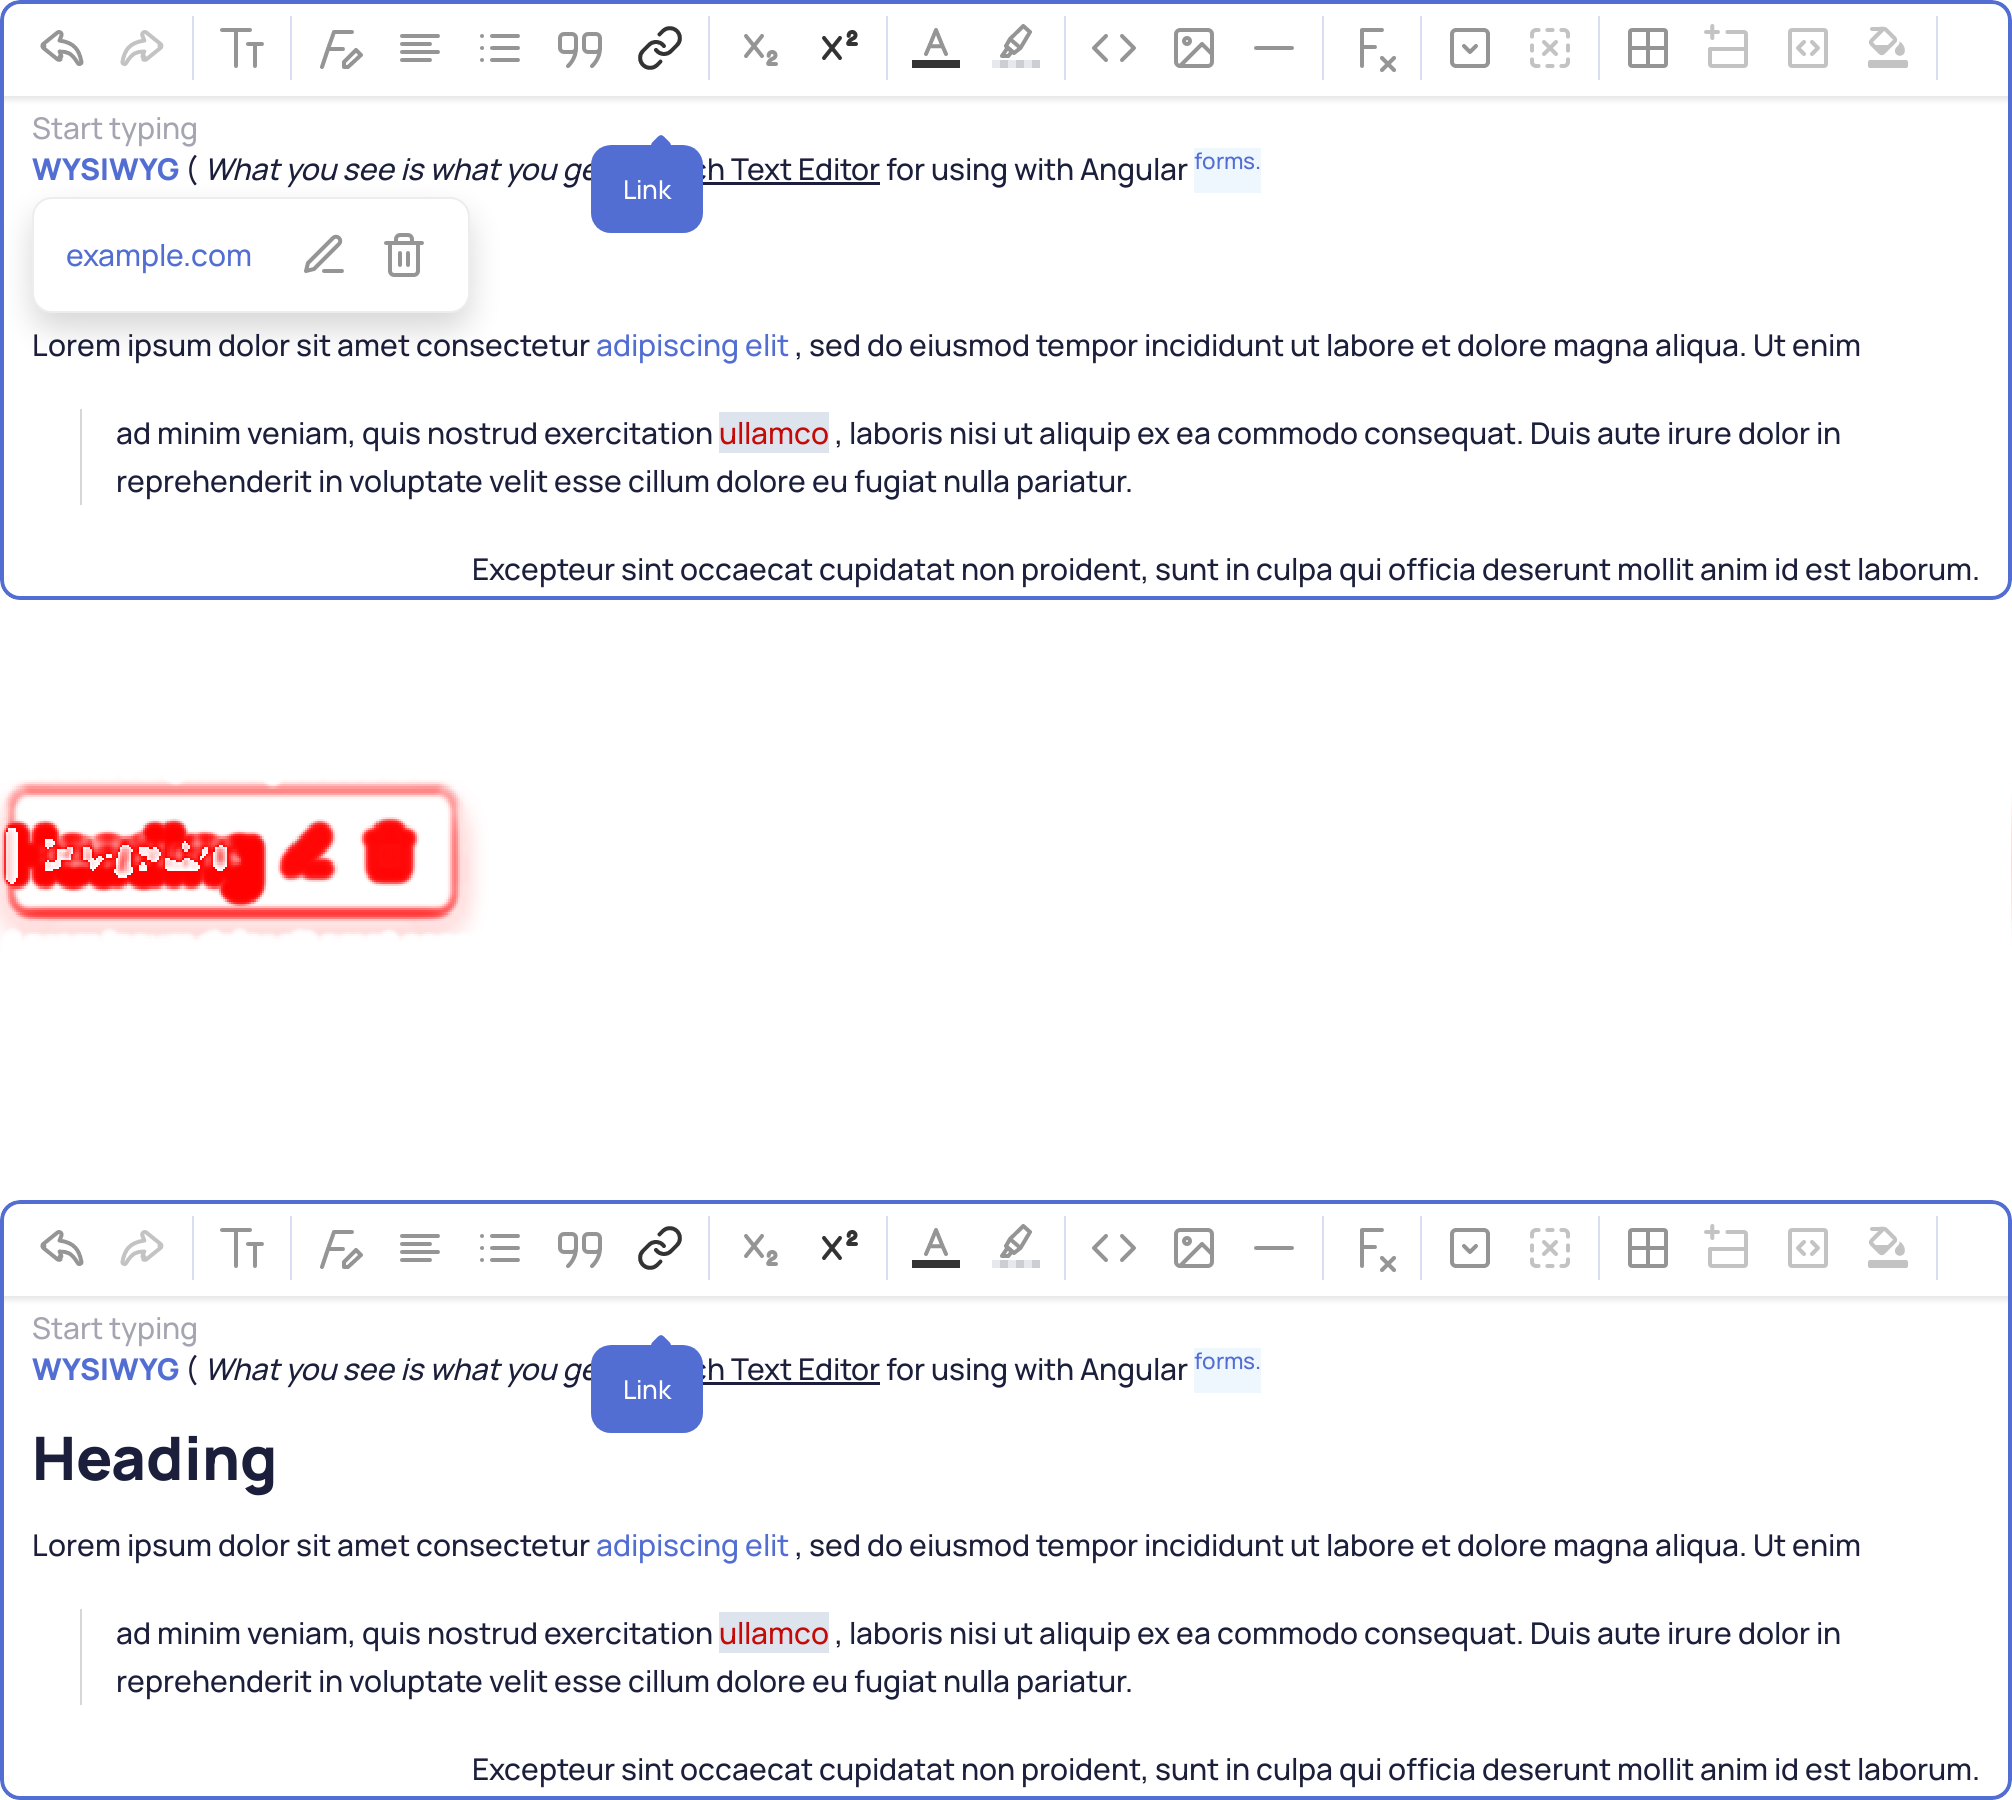 Start typing
WYSIWYG ( What you see is what you ge h Text Editor for using with Angular forms.
Link
example.com
Lorem ipsum dolor sit amet consectetur adipiscing elit , sed do eiusmod tempor incididunt ut labore et dolore magna aliqua. Ut enim
ad minim veniam, quis nostrud exercitation ullamco , laboris nisi ut aliquip ex ea commodo consequat. Duis aute irure dolor in
reprehenderit in voluptate velit esse cillum dolore eu fugiat nulla pariatur.
Excepteur sint occaecat cupidatat non proident, sunt in culpa qui officia deserunt mollit anim id est laborum.
Start typing
WYSIWYG ( What you see is what you ge h Text Editor for using with Angular forms.
Link
Heading
Lorem ipsum dolor sit amet consectetur adipiscing elit , sed do eiusmod tempor incididunt ut labore et dolore magna aliqua. Ut enim
ad minim veniam, quis nostrud exercitation ullamco , laboris nisi ut aliquip ex ea commodo consequat. Duis aute irure dolor in
reprehenderit in voluptate velit esse cillum dolore eu fugiat nulla pariatur.
Excepteur sint occaecat cupidatat non proident, sunt in culpa qui officia deserunt mollit anim id est laborum.